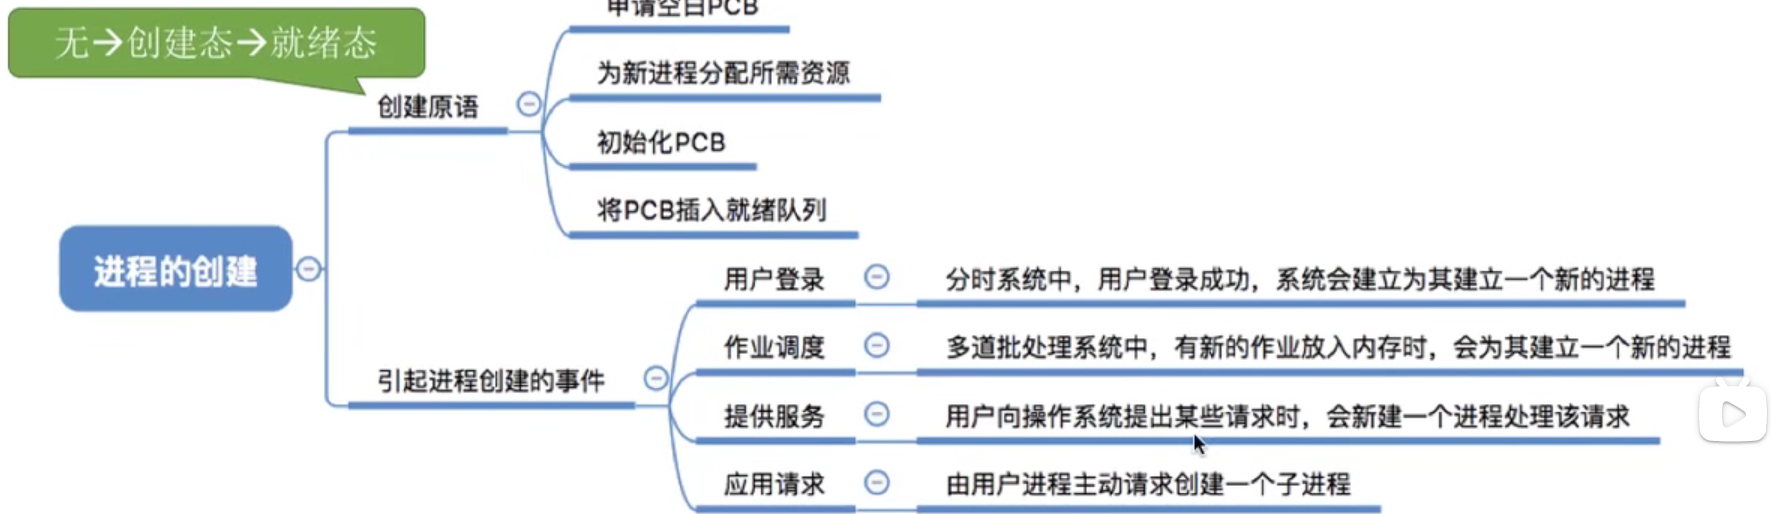 无→创建态→就绪态
申请空白PCB
为新进程分配所需资源
创建原语
初始化PCB
将PCB插入就绪队列
进程的创建
用户登录 分时系统中，用户登录成功，系统会建立为其建立一个新的进程
作业调度 多道批处理系统中，有新的作业放入内存时，会为其建立一个新的进程
引起进程创建的事件
提供服务 用户向操作系统提出某些请求时，会新建一个进程处理该请求
应用请求 由用户进程主动请求创建一个子进程